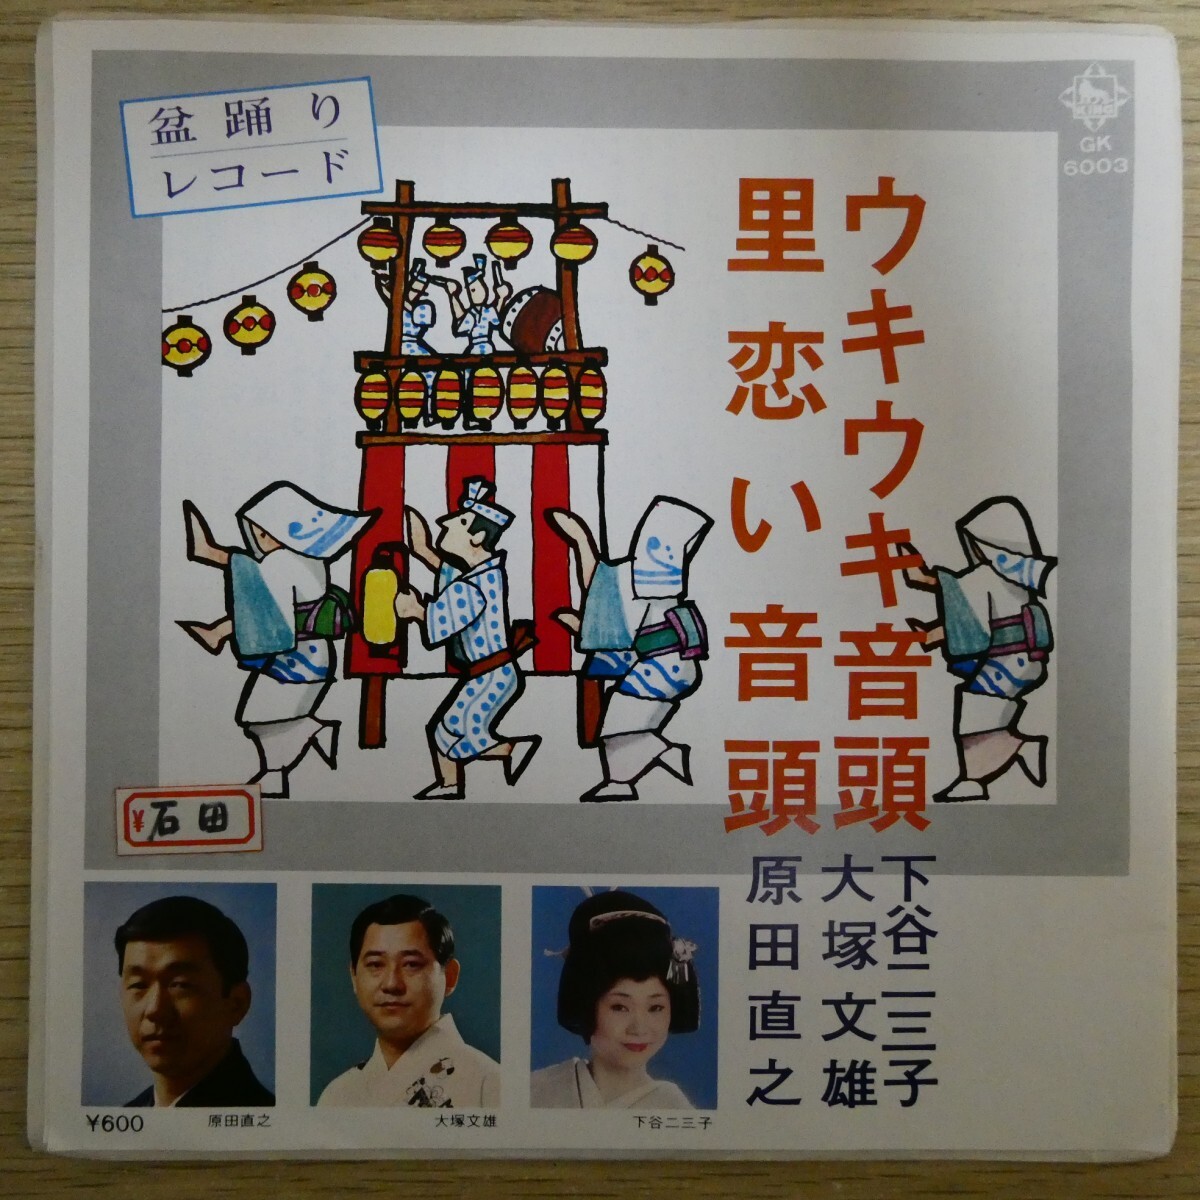 盆踊り
レコード
KING
GK
6003
ウキウキ音頭
里恋い音頭
下谷二三子
大塚文雄
原田直之
¥石田
¥600
原田直之
大塚文雄
下谷二三子